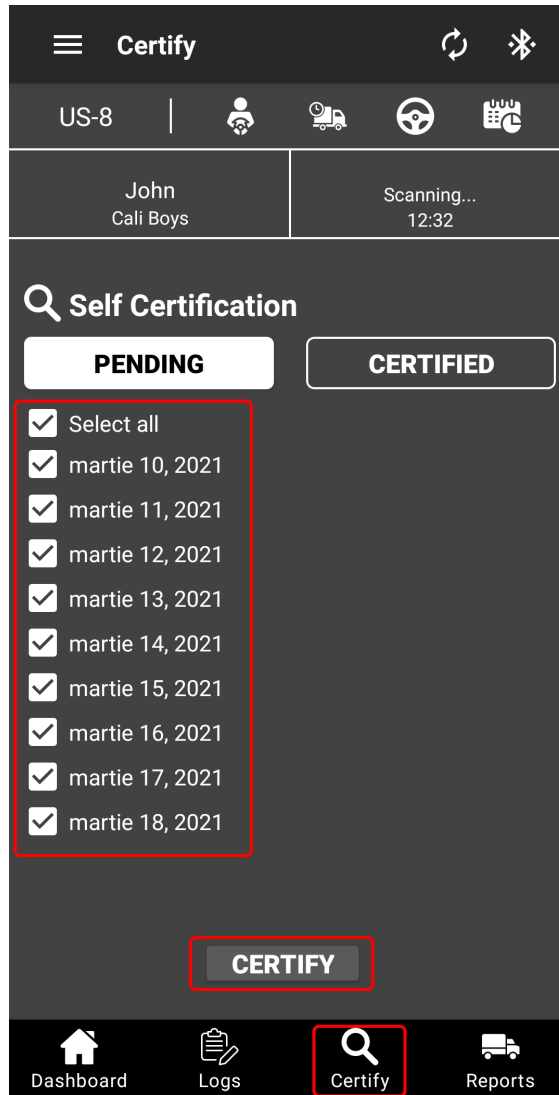 Certify
US-8
John
Cali Boys
Scanning...
12:32
Self Certification
PENDING
CERTIFIED
Select all
martie 10, 2021
martie 11, 2021
martie 12, 2021
martie 13, 2021
martie 14, 2021
martie 15, 2021
martie 16, 2021
martie 17, 2021
martie 18, 2021
CERTIFY
Dashboard
Logs
Certify
Reports